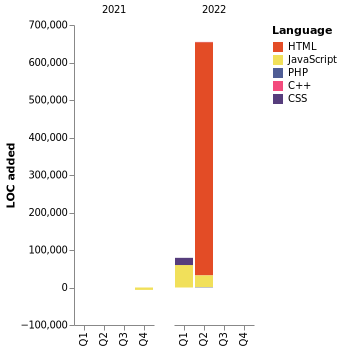 2021 2022
Language
HTML
JavaScript
PHP
C++
CSS
LOC added
700,000
600,000
500,000
400,000
300,000
200,000
100,000
0
−100,000
Q1 Q2 Q3 Q4 Q1 Q2 Q3 Q4